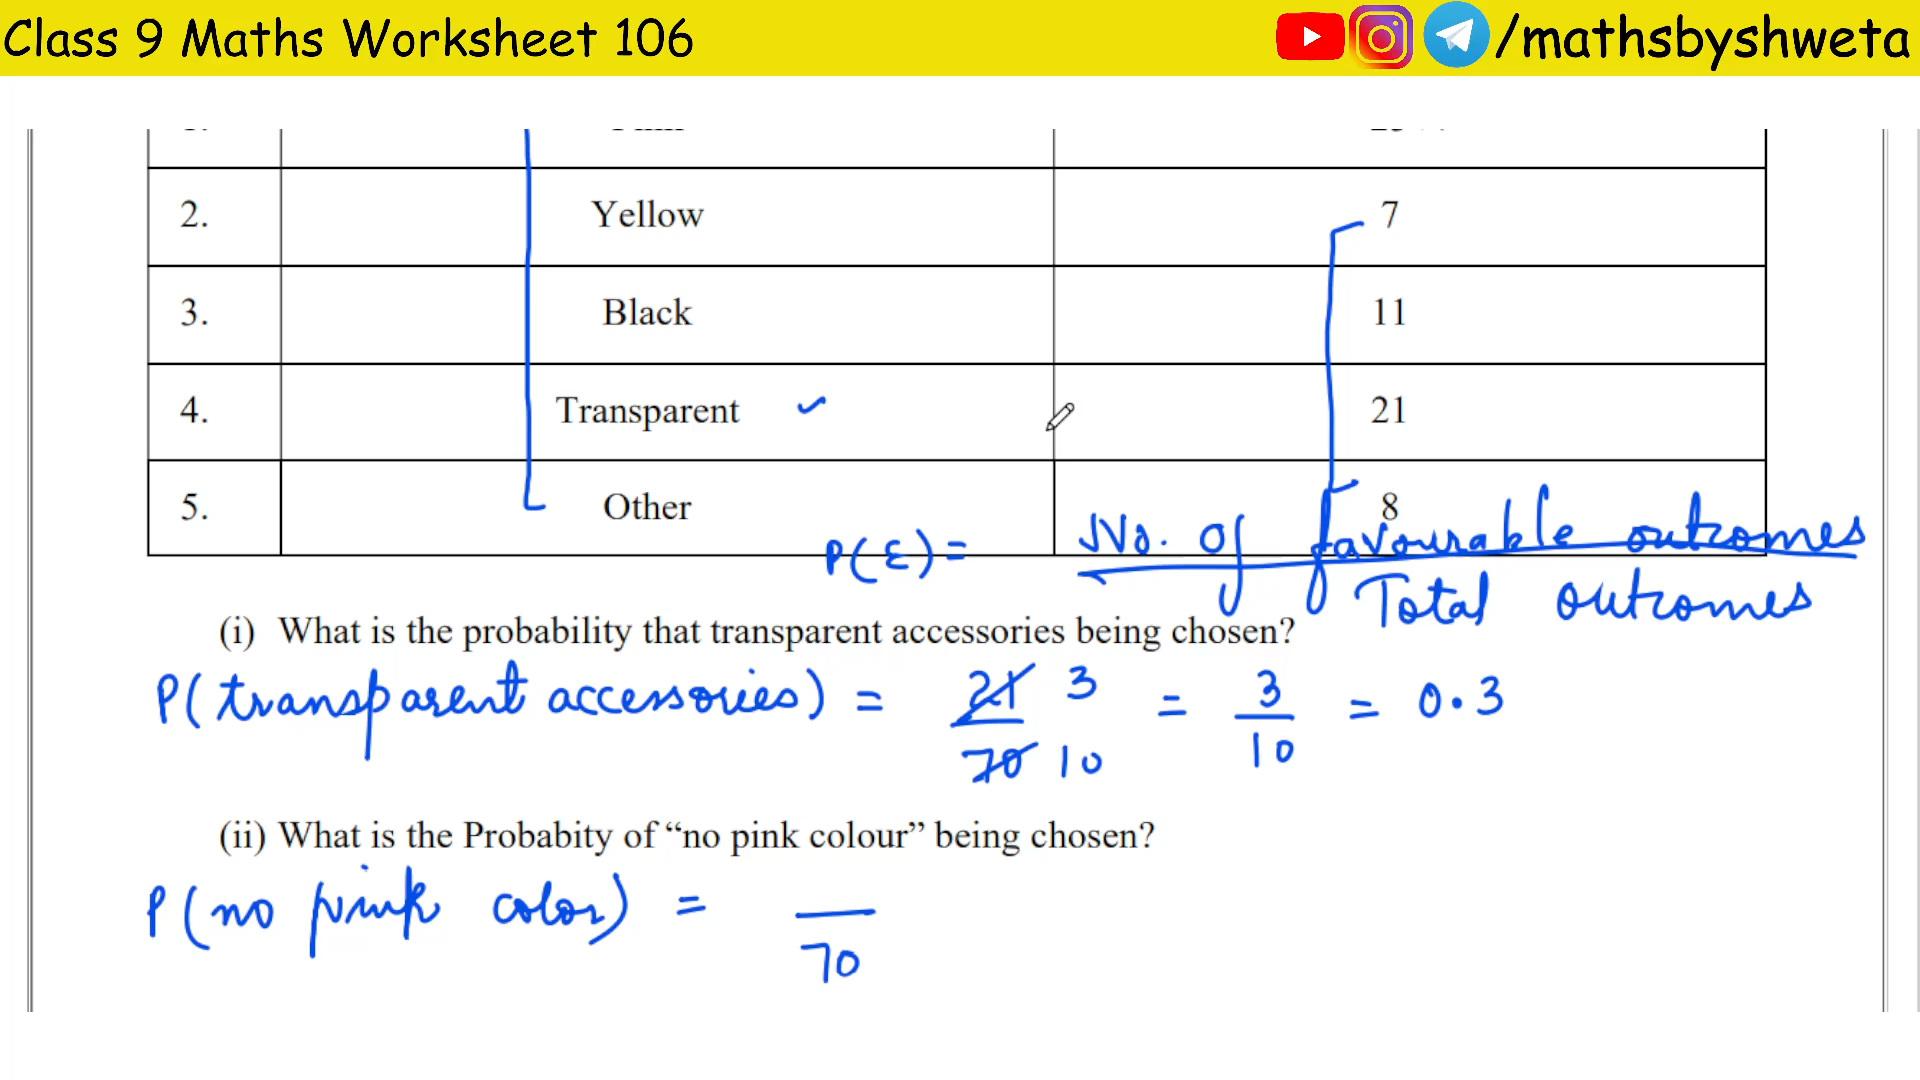 Class 9 Maths Worksheet 106 /mathsbyshweta
2. Yellow 7
3. Black 11
4. Transparent 21
5. Other 8
P(E) = No. of favourable outcomes
Total outcomes
(i) What is the probability that transparent accessories being chosen?
P(transparent accessories) = 21 3 = 3 = 0.3
70 10 10
(ii) What is the Probabity of “no pink colour” being chosen?
P(no pink color) =
70